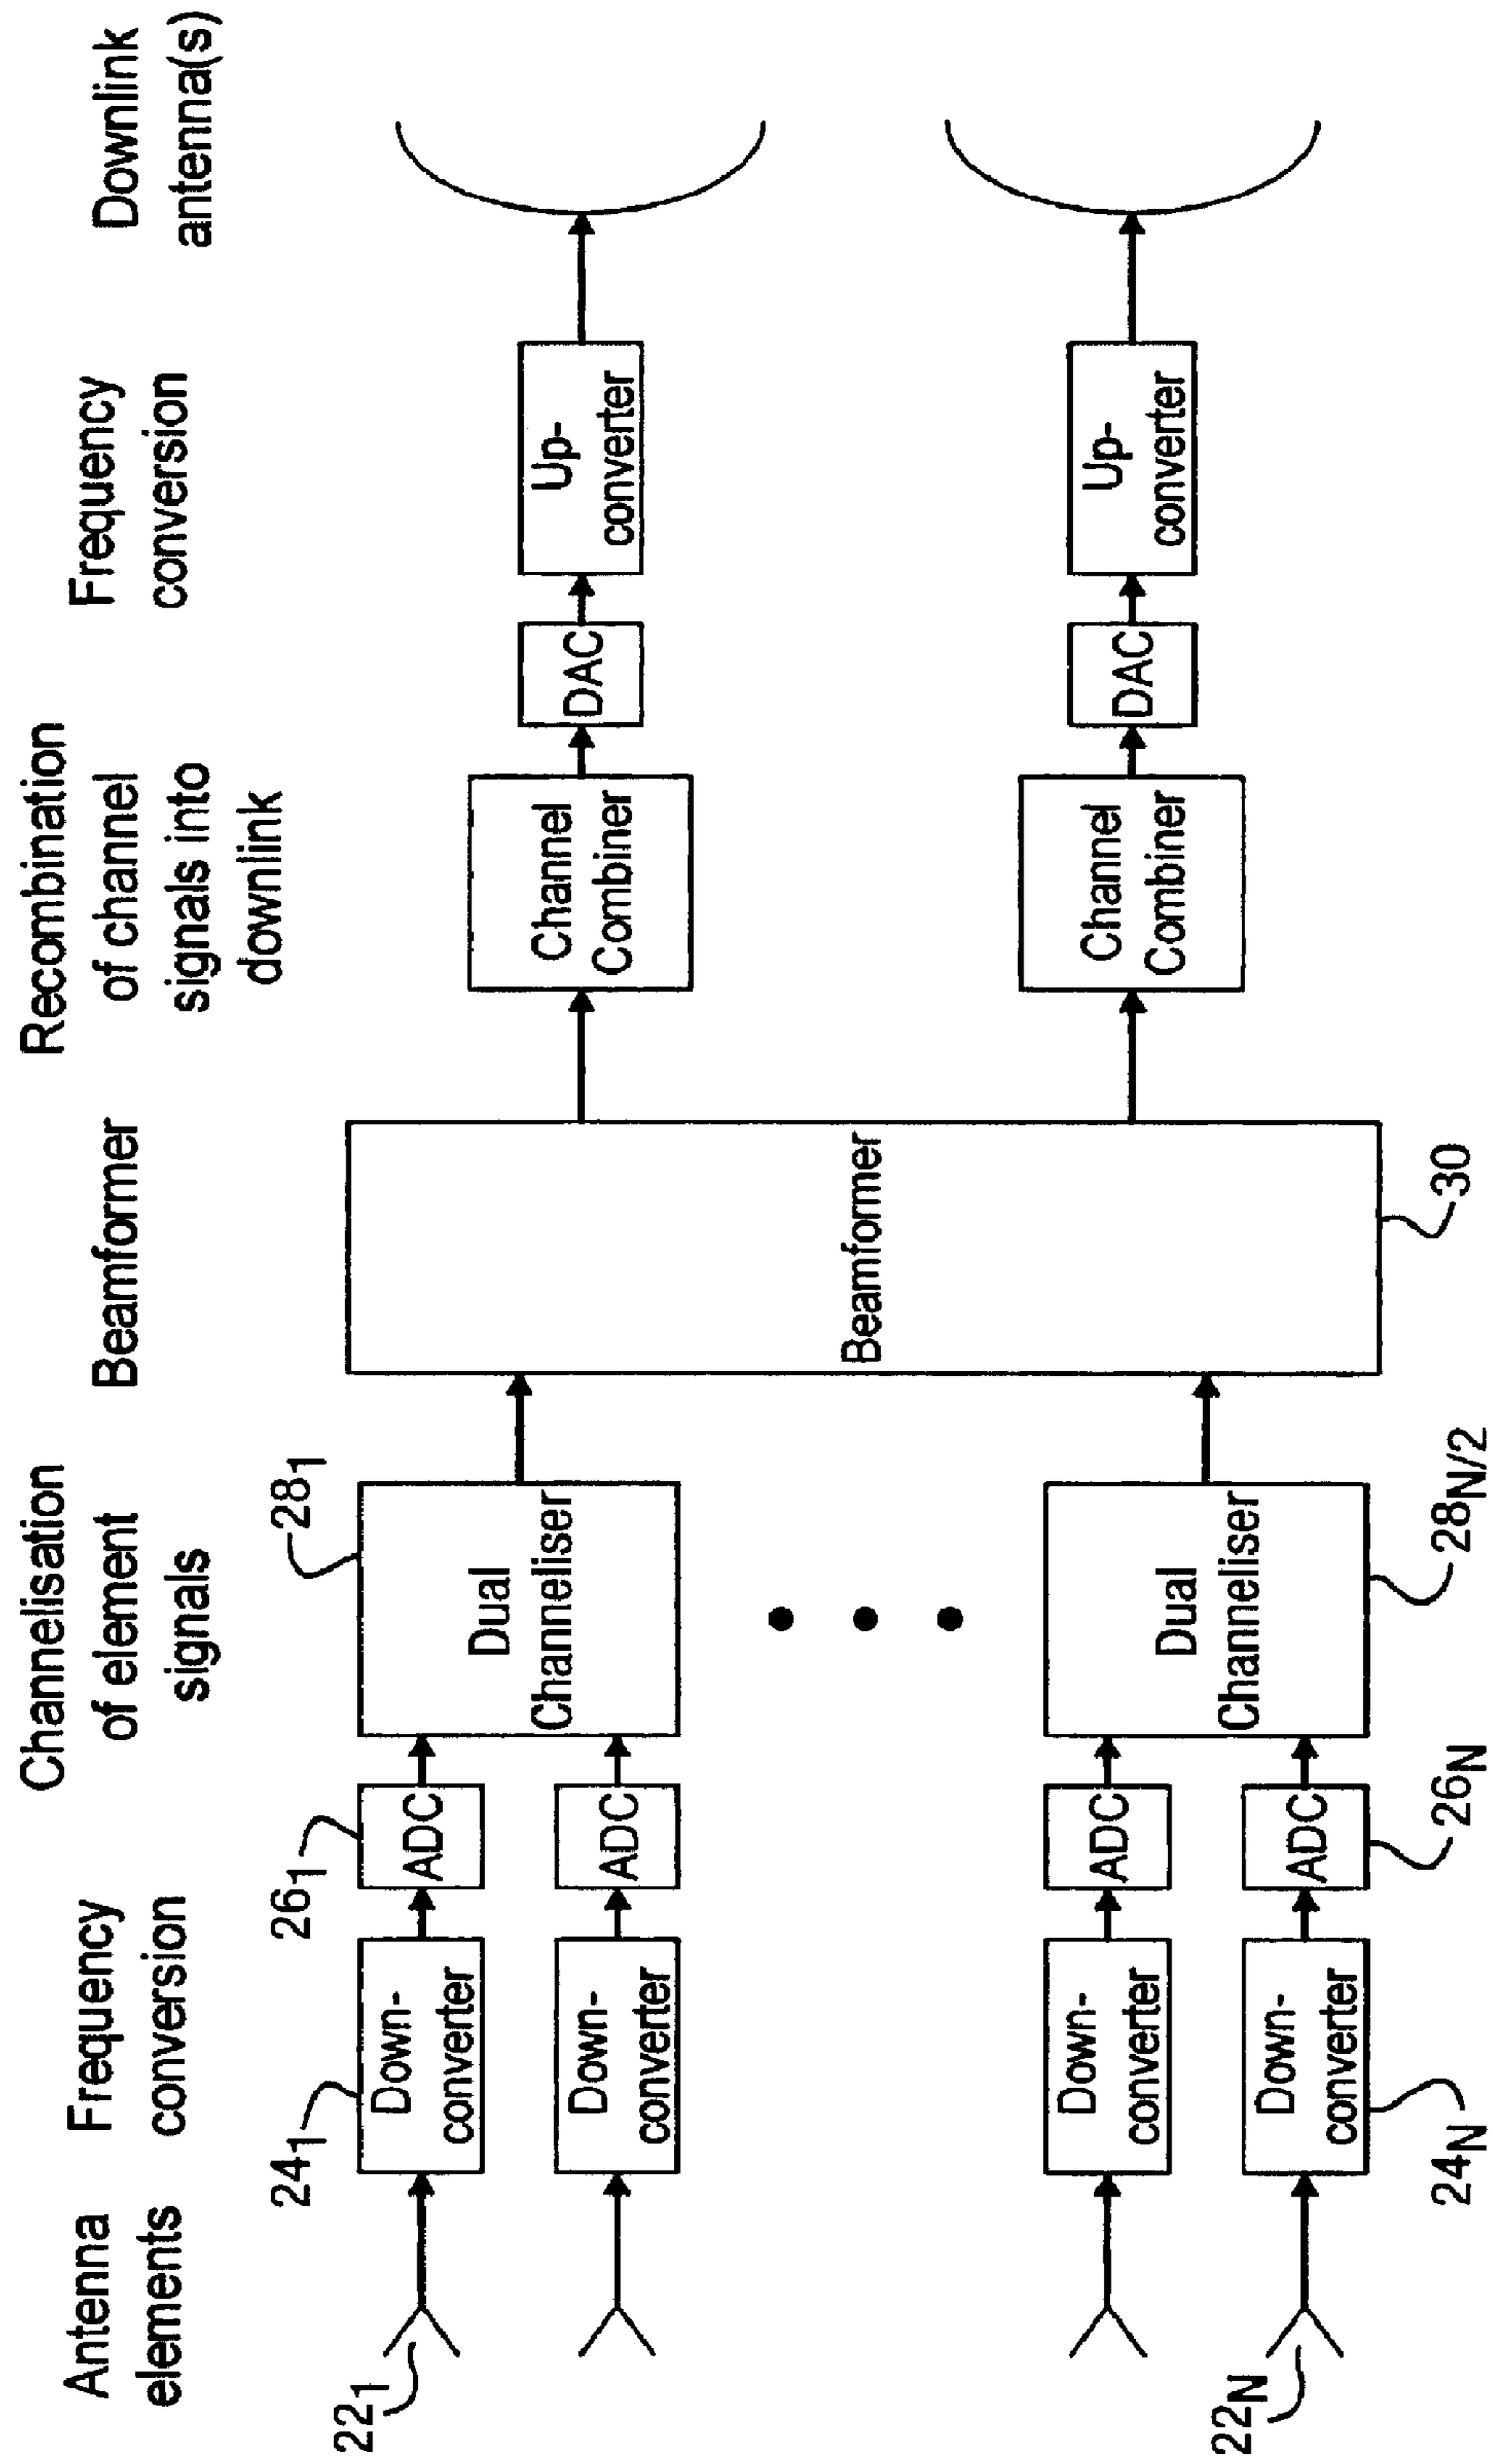 Antenna
elements
Frequency
conversion
Channelisation
of element
signals
Beamformer
Recombination
of channel
signals into
downlink
Frequency
conversion
Downlink
antenna(s)
22₁
24₁
Down-
converter
26₁
ADC
28₁
Dual
Channeliser
Down-
converter
ADC
Beamformer
30
Channel
Combiner
DAC
Up-
converter
Channel
Combiner
DAC
Up-
converter
Down-
converter
ADC
Dual
Channeliser
28N/2
22N
Down-
converter
24N
ADC
26N